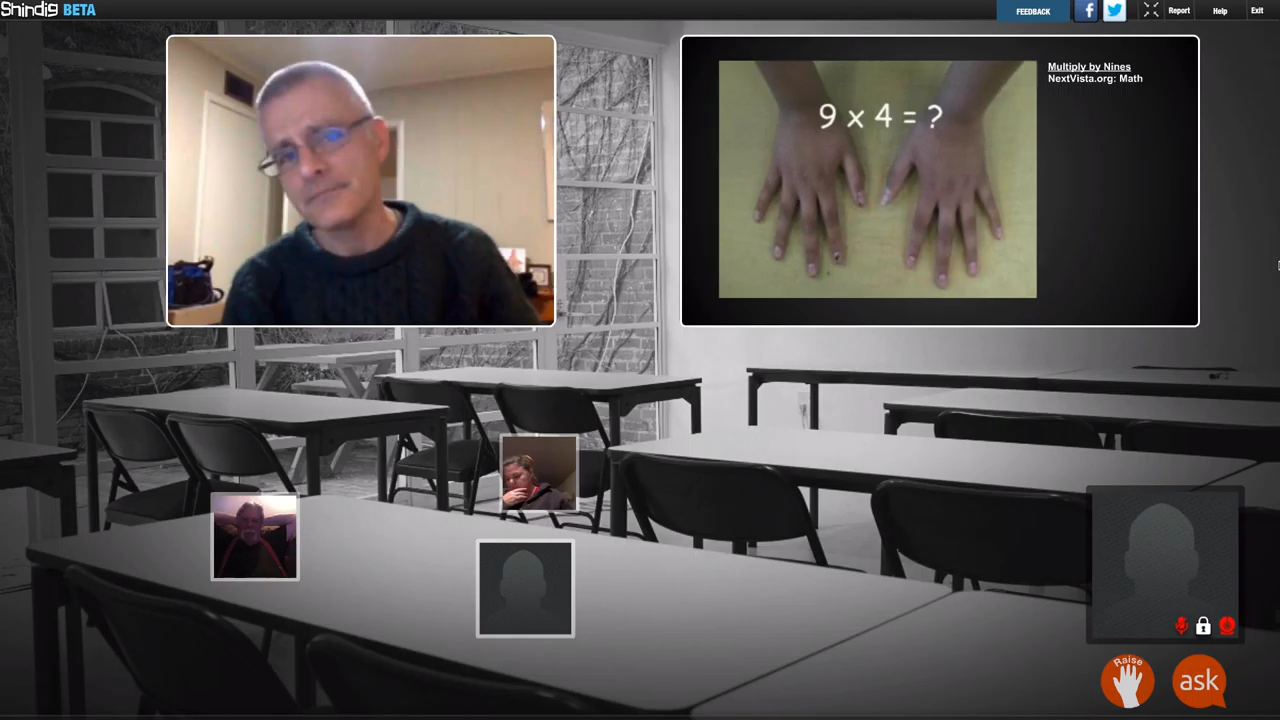 Shindig BETA
FEEDBACK
Report
Help
Exit
9 x 4 = ?
Multiply by Nines
NextVista.org: Math
Raise
ask